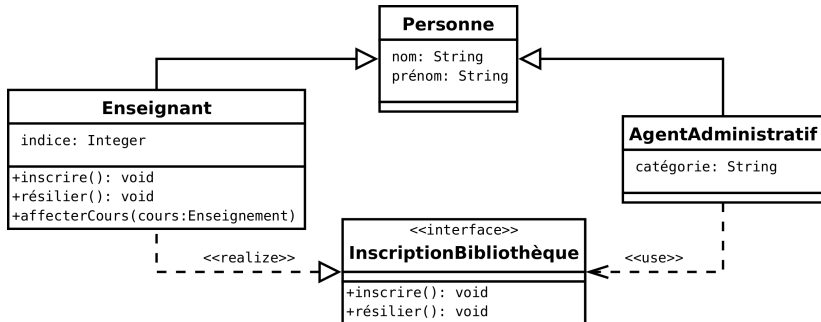 Personne
nom: String
prénom: String
Enseignant
indice: Integer
+inscrire(): void
+résilier(): void
+affecterCours(cours:Enseignement)
AgentAdministratif
catégorie: String
<<realize>>
<<interface>>
InscriptionBibliothèque
+inscrire(): void
+résilier(): void
<<use>>